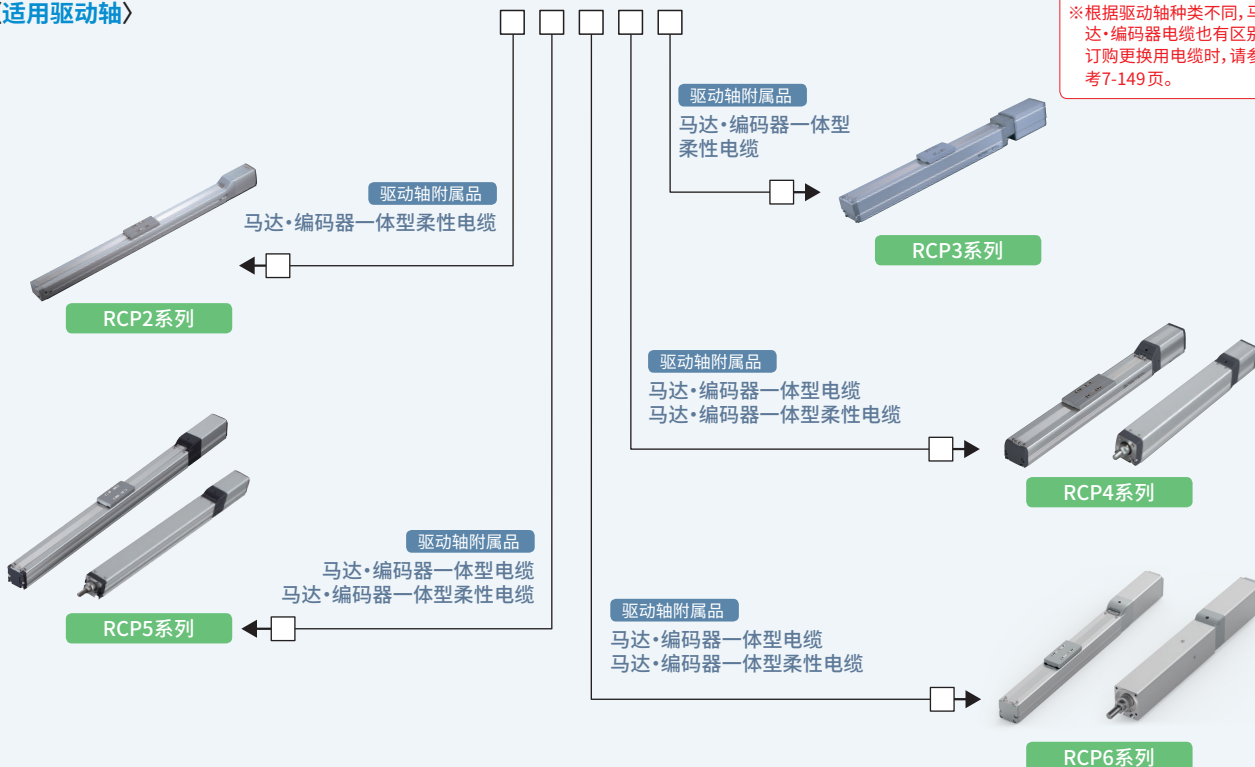 适用驱动轴〉
※根据驱动轴种类不同，马
达・编码器电缆也有区别
订购更换用电缆时，请参
考7-149页。
驱动轴附属品
马达・编码器一体型
柔性电缆
RCP3系列
驱动轴附属品
马达・编码器一体型柔性电缆
RCP2系列
驱动轴附属品
马达・编码器一体型电缆
马达・编码器一体型柔性电缆
RCP4系列
驱动轴附属品
马达・编码器一体型电缆
马达・编码器一体型柔性电缆
RCP5系列
驱动轴附属品
马达・编码器一体型电缆
马达・编码器一体型柔性电缆
RCP6系列